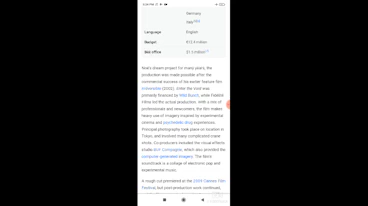 Germany
Italy
Language English
Budget €12.4 million
Box office $1.5 million
Noé's dream project for many years, the
production was made possible after the
commercial success of his earlier feature film
Irréversible (2002). Enter the Void was
primarily financed by Wild Bunch, while Fidélité
Films led the actual production. With a mix of
professionals and newcomers, the film makes
heavy use of imagery inspired by experimental
cinema and psychedelic drug experiences.
Principal photography took place on location in
Tokyo, and involved many complicated crane
shots. Co-producers included the visual effects
studio BUF Compagnie, which also provided the
computer-generated imagery. The film's
soundtrack is a collage of electronic pop and
experimental music.
A rough cut premiered at the 2009 Cannes Film
Festival, but post-production work continued,